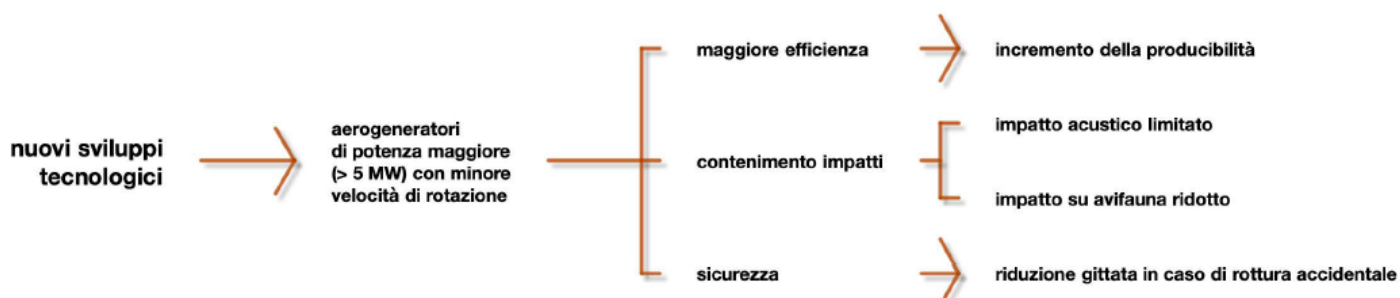 nuovi sviluppi
tecnologici
aerogeneratori
di potenza maggiore
(> 5 MW) con minore
velocità di rotazione
maggiore efficienza
incremento della producibilità
contenimento impatti
impatto acustico limitato
impatto su avifauna ridotto
sicurezza
riduzione gittata in caso di rottura accidentale